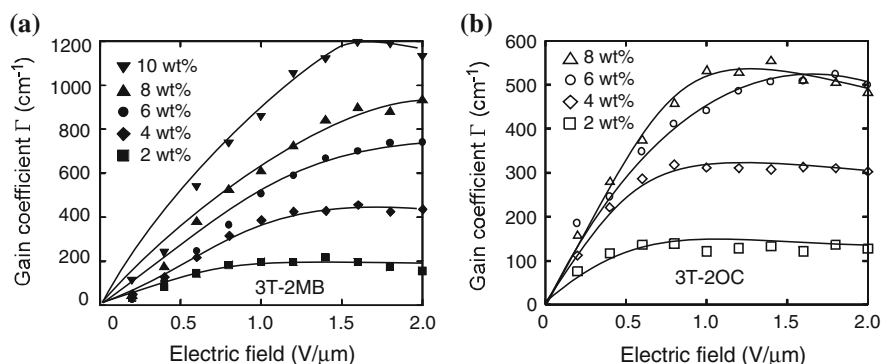 (a)
Gain coefficient Γ (cm⁻¹)
1200
1000
800
600
400
200
0
10 wt%
8 wt%
6 wt%
4 wt%
2 wt%
3T-2MB
0
0.5
1.0
1.5
2.0
Electric field (V/μm)
(b)
Gain coefficient Γ (cm⁻¹)
600
500
400
300
200
100
0
8 wt%
6 wt%
4 wt%
2 wt%
3T-2OC
0
0.5
1.0
1.5
2.0
Electric field (V/μm)